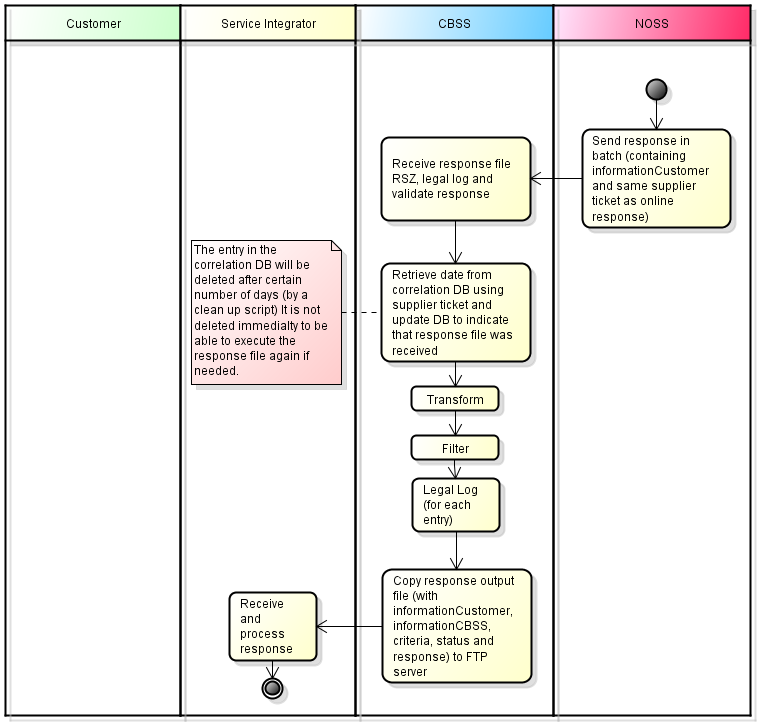 Customer
Service Integrator
CBSS
NOSS
Send response in
batch (containing
informationCustomer
and same supplier
ticket as online
response)
Receive response file
RSZ, legal log and
validate response
The entry in the
correlation DB will be
deleted after certain
number of days (by a
clean up script) It is not
deleted immedialty to be
able to execute the
response file again if
needed.
Retrieve date from
correlation DB using
supplier ticket and
update DB to indicate
that response file was
received
Transform
Filter
Legal Log
(for each
entry)
Copy response output
file (with
informationCustomer,
informationCBSS,
criteria, status and
response) to FTP
server
Receive
and
process
response